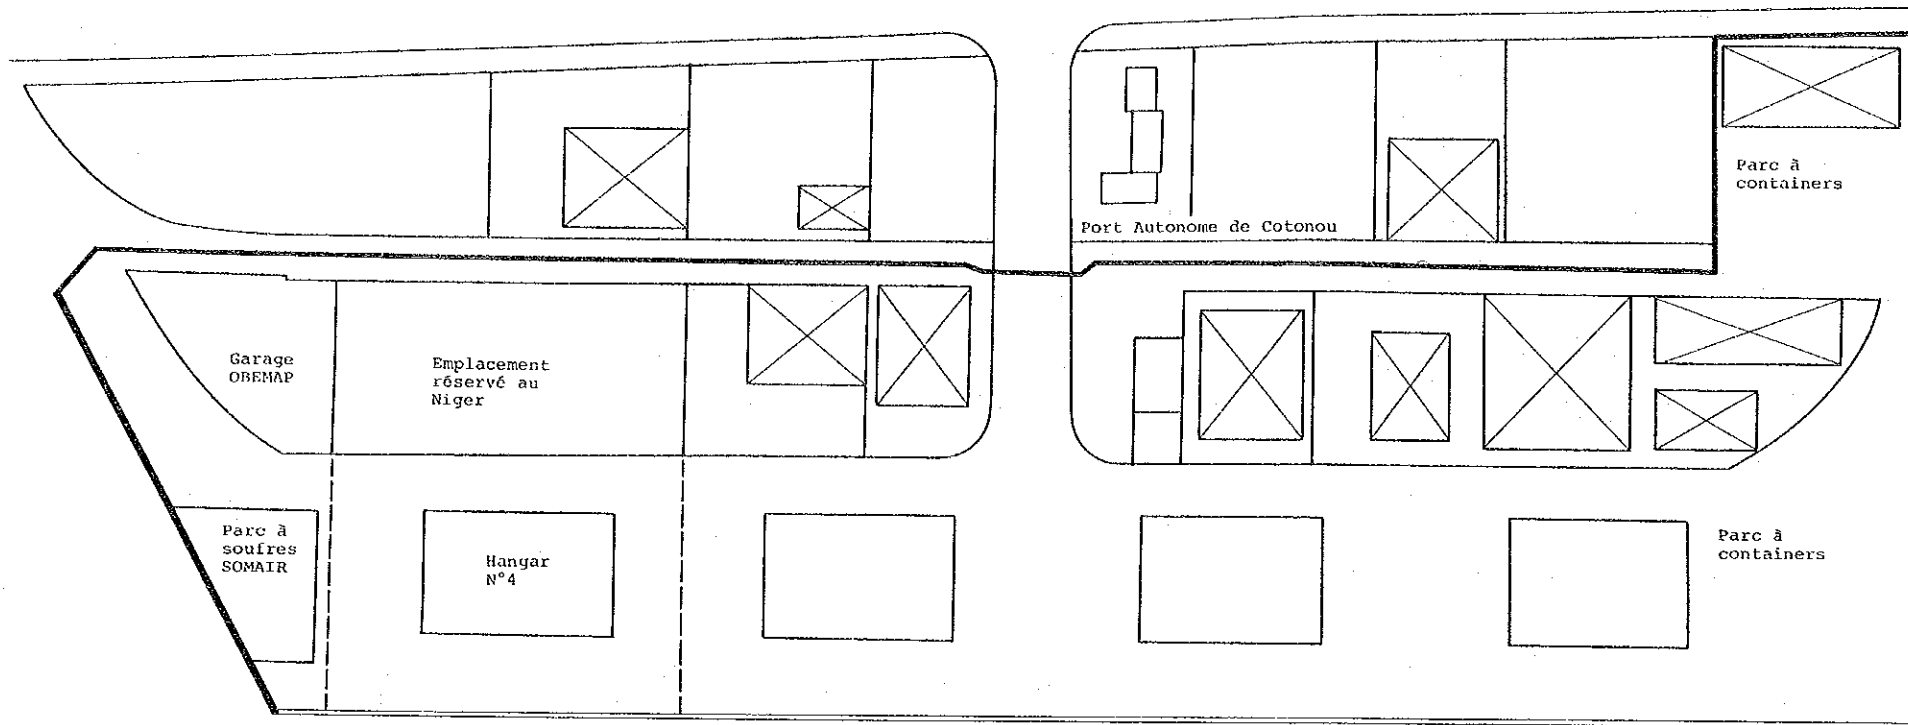 Parc à
containers
Port Autonome de Cotonou
Garage
OBEMAP
Emplacement
réservé au
Niger
Parc à
soufres
SOMAIR
Hangar
N°4
Parc à
containers